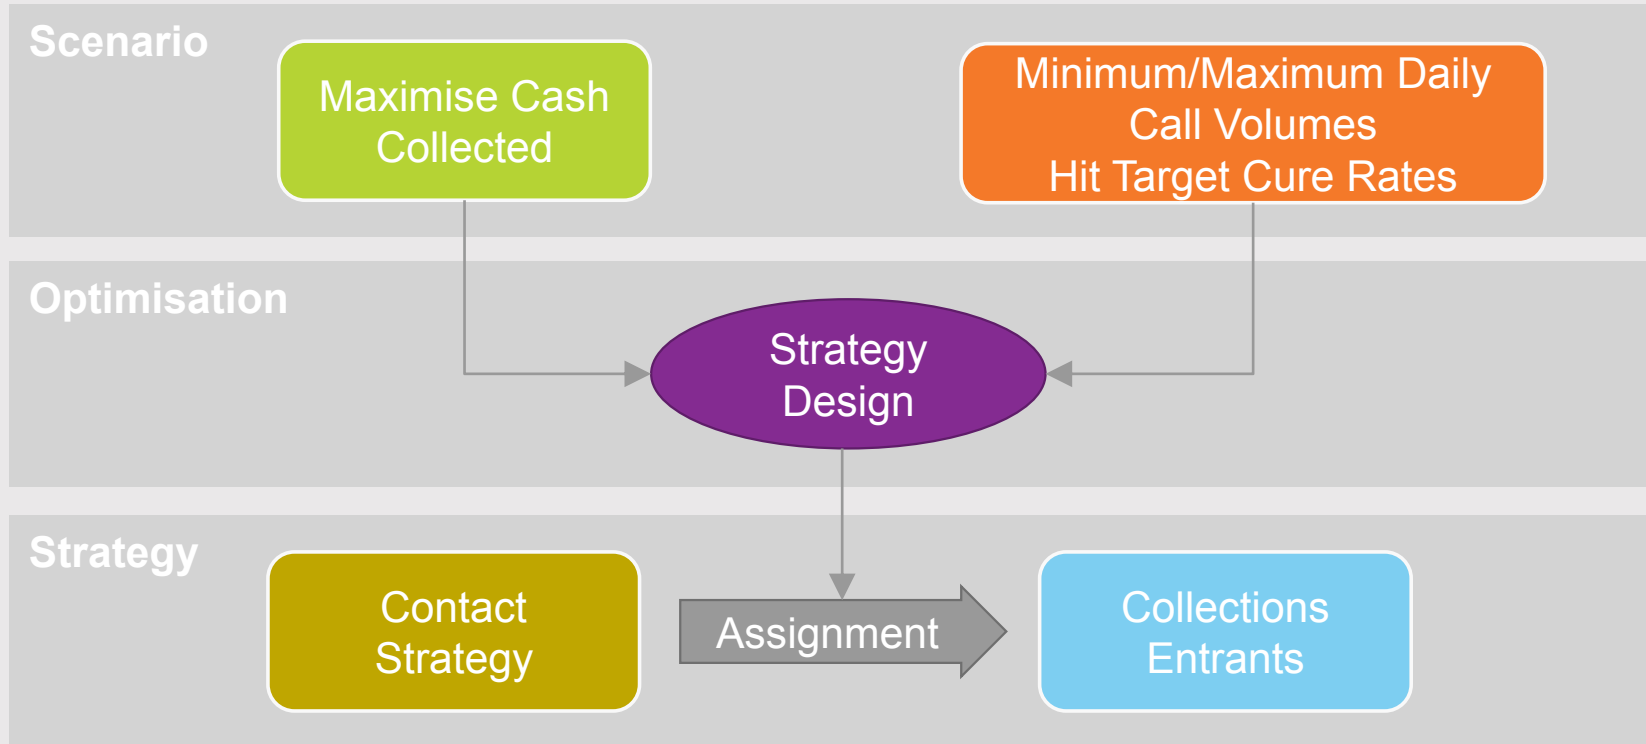 Scenario
Maximise Cash
Collected
Minimum/Maximum Daily
Call Volumes
Hit Target Cure Rates
Optimisation
Strategy
Design
Strategy
Contact
Strategy
Assignment
Collections
Entrants